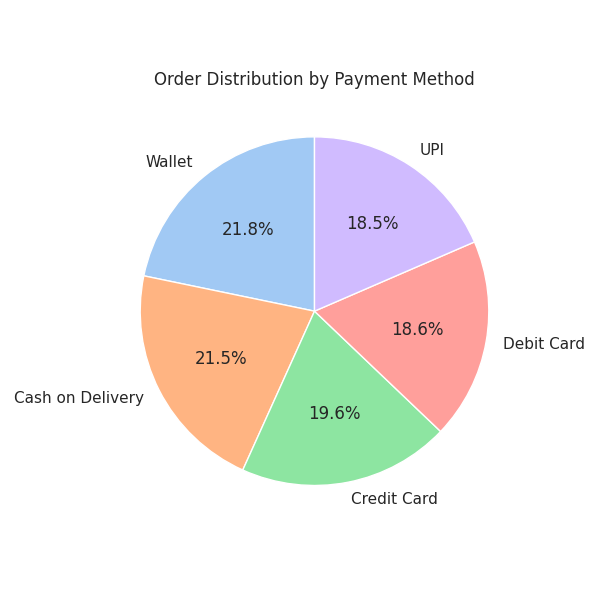 Order Distribution by Payment Method
UPI
Wallet
18.5%
21.8%
18.6%
Debit Card
21.5%
Cash on Delivery
19.6%
Credit Card